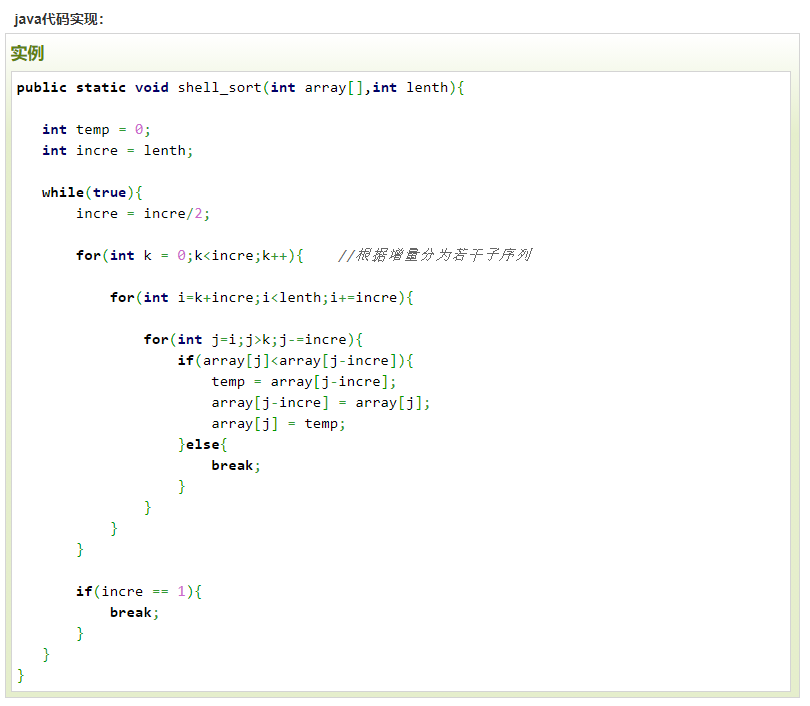 java代码实现：
实例
public static void shell_sort(int array[],int lenth){
int temp = 0;
int incre = lenth;
while(true){
incre = incre/2;
for(int k = 0;k<incre;k++){    //根据增量分为若干子序列
for(int i=k+incre;i<lenth;i+=incre){
for(int j=i;j>k;j-=incre){
if(array[j]<array[j-incre]){
temp = array[j-incre];
array[j-incre] = array[j];
array[j] = temp;
}else{
break;
}
}
}
}
if(incre == 1){
break;
}
}
}